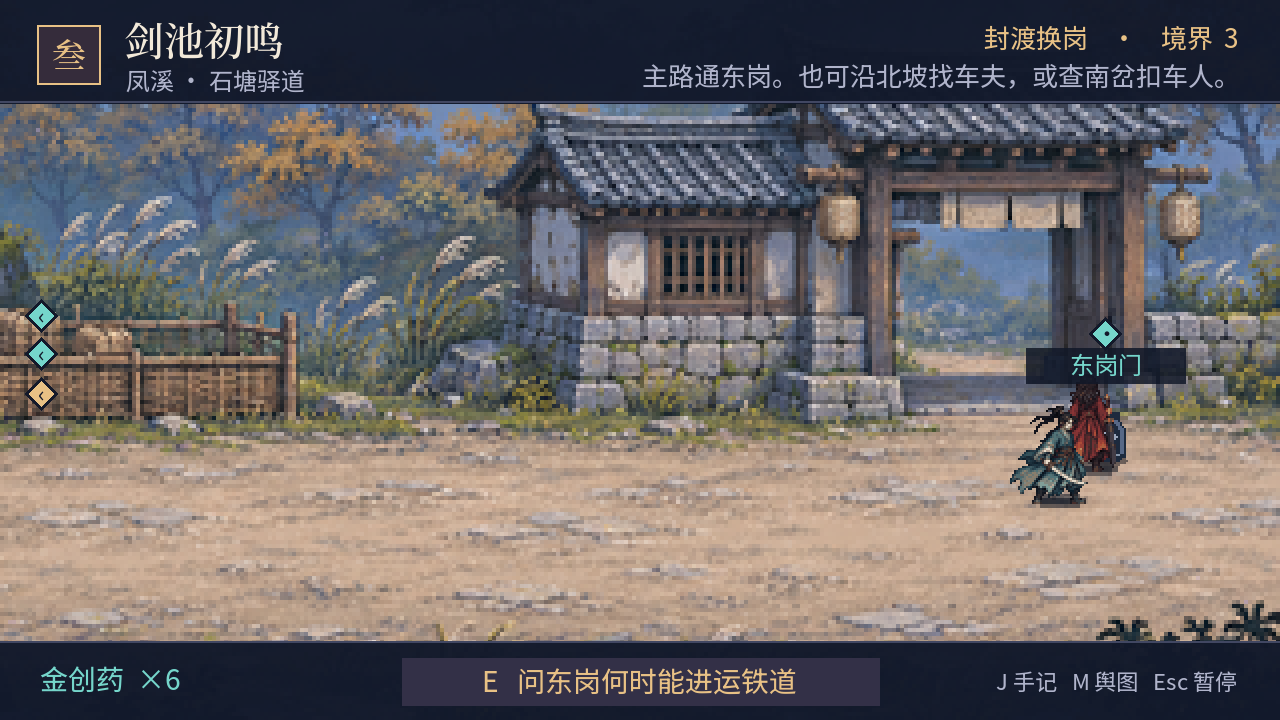 叁
剑池初鸣
凤溪 · 石塘驿道
封渡换岗 · 境界 3
主路通东岗。也可沿北坡找车夫，或查南岔扣车人。
东岗门
金创药 ×6
E 问东岗何时能进运铁道
J 手记 M 舆图 Esc 暂停